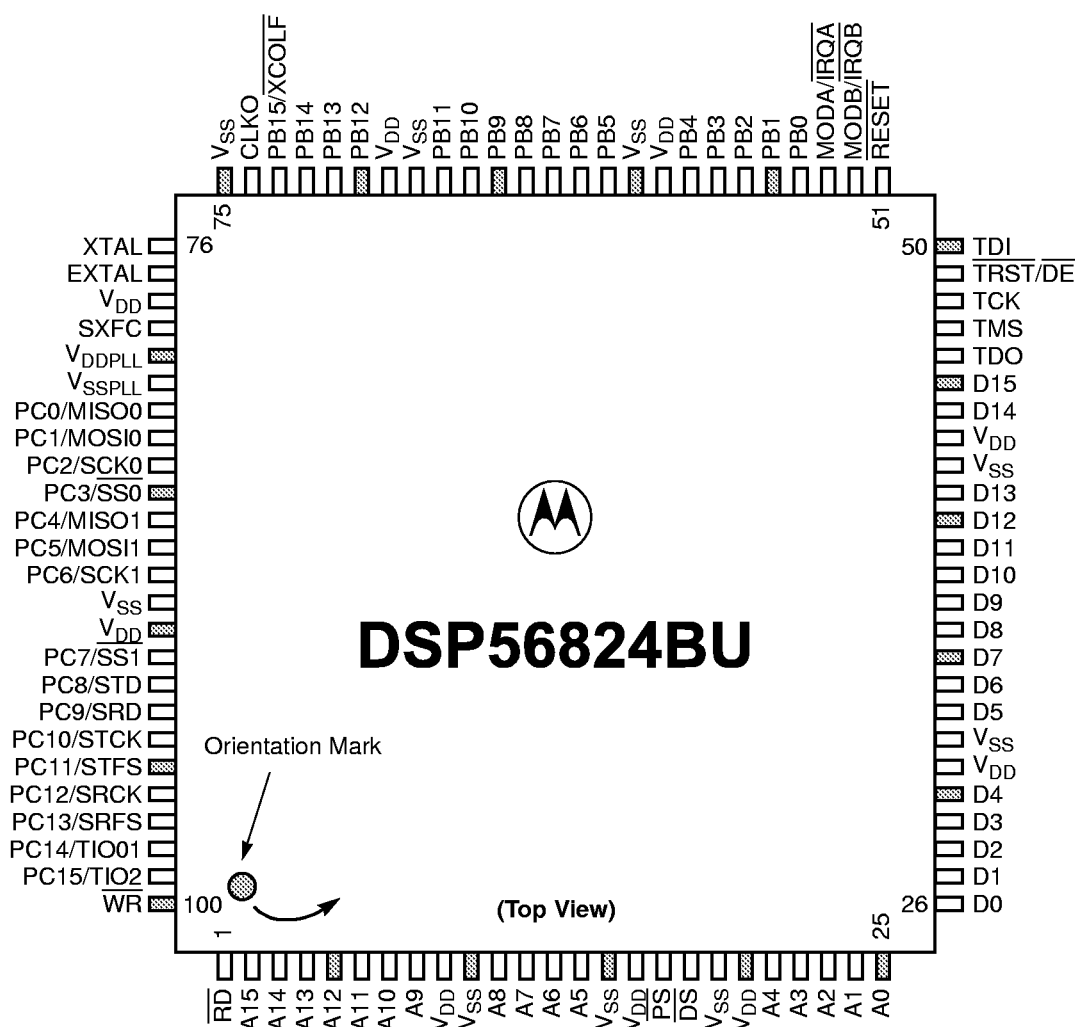 VSS
CLKO
PB15/XCOLF
PB14
PB13
PB12
VDD
VSS
PB11
PB10
PB9
PB8
PB7
PB6
PB5
VSS
VDD
PB4
PB3
PB2
PB1
PB0
MODA/IRQA
MODB/IRQB
RESET
75
51
76
50
XTAL
EXTAL
VDD
SXFC
VDDPLL
VSSPLL
PC0/MISO0
PC1/MOSI0
PC2/SCK0
PC3/SS0
PC4/MISO1
PC5/MOSI1
PC6/SCK1
VSS
VDD
PC7/SS1
PC8/STD
PC9/SRD
PC10/STCK
PC11/STFS
PC12/SRCK
PC13/SRFS
PC14/TIO01
PC15/TIO2
WR
TDI
TRST/DE
TCK
TMS
TDO
D15
D14
VDD
VSS
D13
D12
D11
D10
D9
D8
D7
D6
D5
VSS
VDD
D4
D3
D2
D1
D0
DSP56824BU
Orientation Mark
(Top View)
100
26
1
25
RD
A15
A14
A13
A12
A11
A10
A9
VDD
VSS
A8
A7
A6
A5
VSS
VDD
PS
DS
VSS
VDD
A4
A3
A2
A1
A0